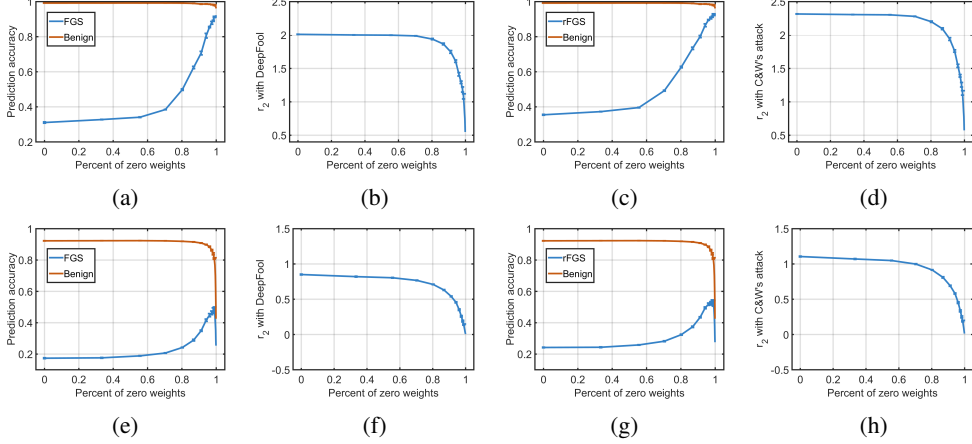 Prediction accuracy
1
0.8
0.6
0.4
0.2
FGS
Benign
0 0.2 0.4 0.6 0.8 1
Percent of zero weights
(a)
r2 with DeepFool
2.5
2
1.5
1
0.5
0 0.2 0.4 0.6 0.8 1
Percent of zero weights
(b)
Prediction accuracy
1
0.8
0.6
0.4
0.2
rFGS
Benign
0 0.2 0.4 0.6 0.8 1
Percent of zero weights
(c)
r2 with C&W's attack
2.5
2
1.5
1
0.5
0 0.2 0.4 0.6 0.8 1
Percent of zero weights
(d)
Prediction accuracy
1
0.8
0.6
0.4
0.2
FGS
Benign
0 0.2 0.4 0.6 0.8 1
Percent of zero weights
(e)
r2 with DeepFool
1.5
1
0.5
0
-0.5
0 0.2 0.4 0.6 0.8 1
Percent of zero weights
(f)
Prediction accuracy
1
0.8
0.6
0.4
0.2
rFGS
Benign
0 0.2 0.4 0.6 0.8 1
Percent of zero weights
(g)
r2 with C&W's attack
1.5
1
0.5
0
-0.5
0 0.2 0.4 0.6 0.8 1
Percent of zero weights
(h)